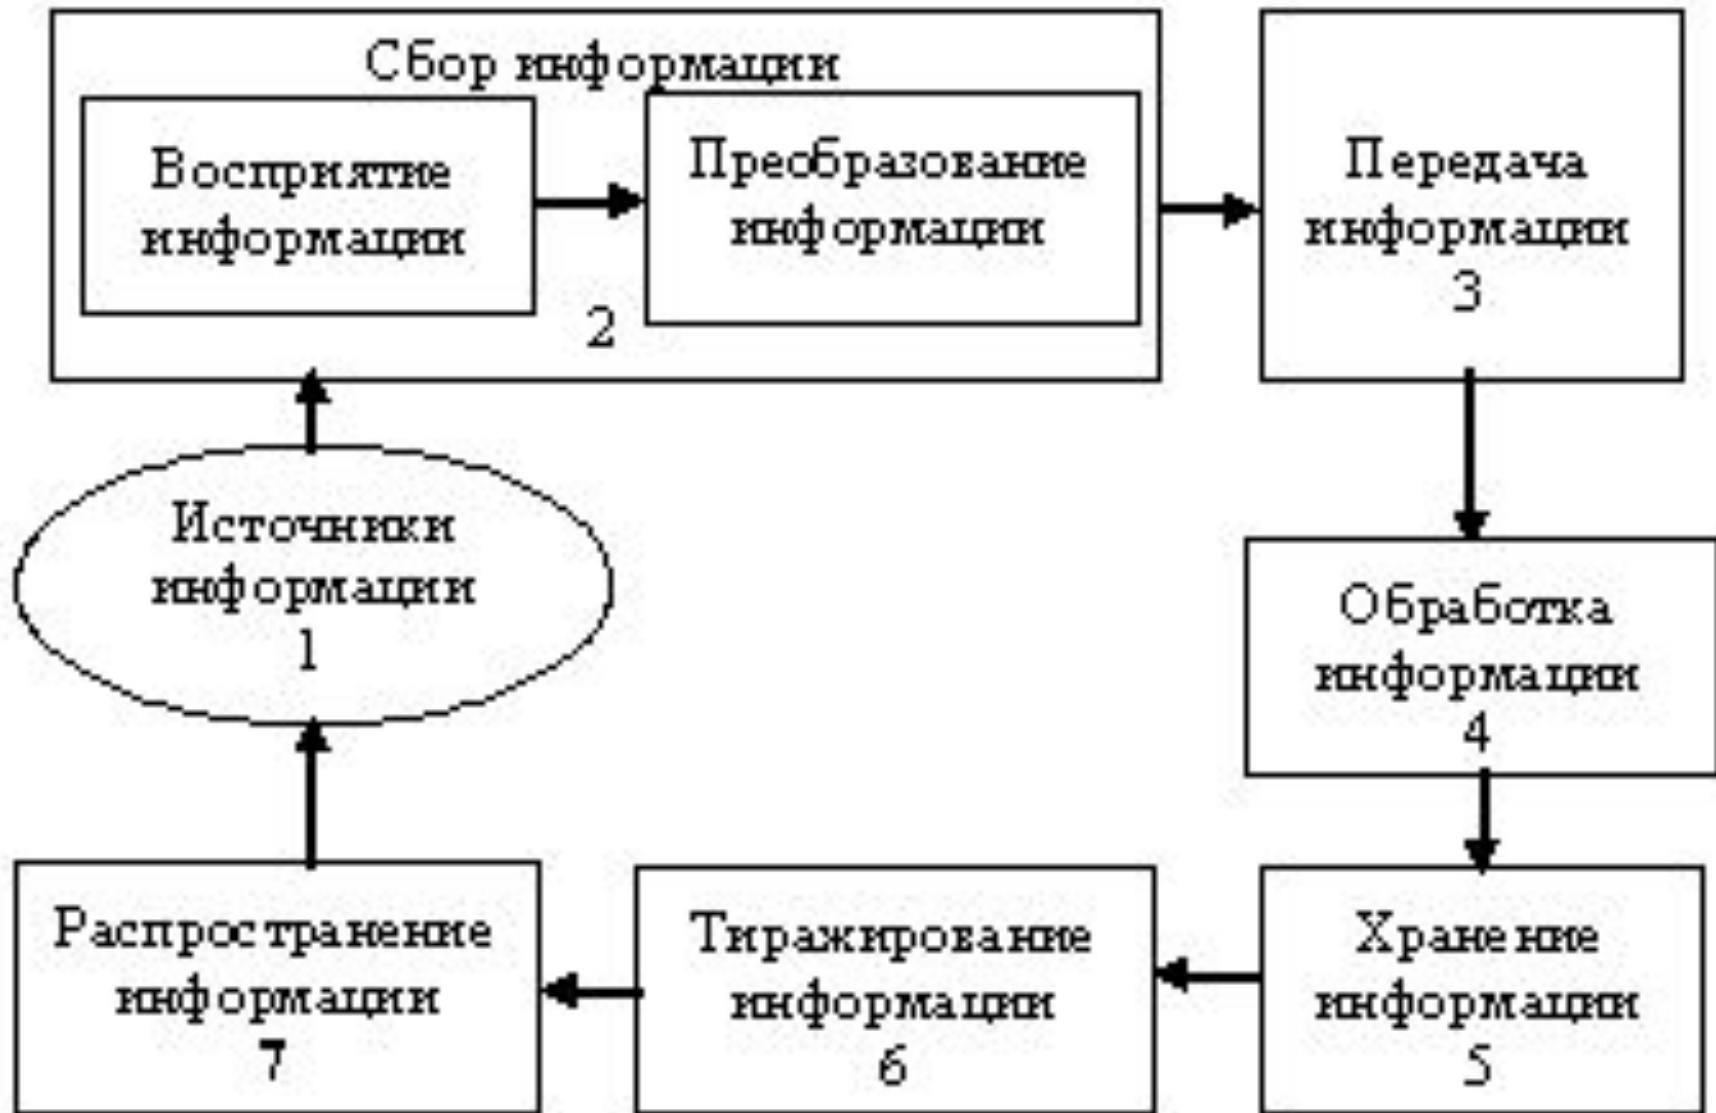 Сбор информации
Восприятие
информации
2
Преобразование
информации
Передача
информации
3
Источники
информации
1
Обработка
информации
4
Распространение
информации
7
Тиражирование
информации
6
Хранение
информации
5